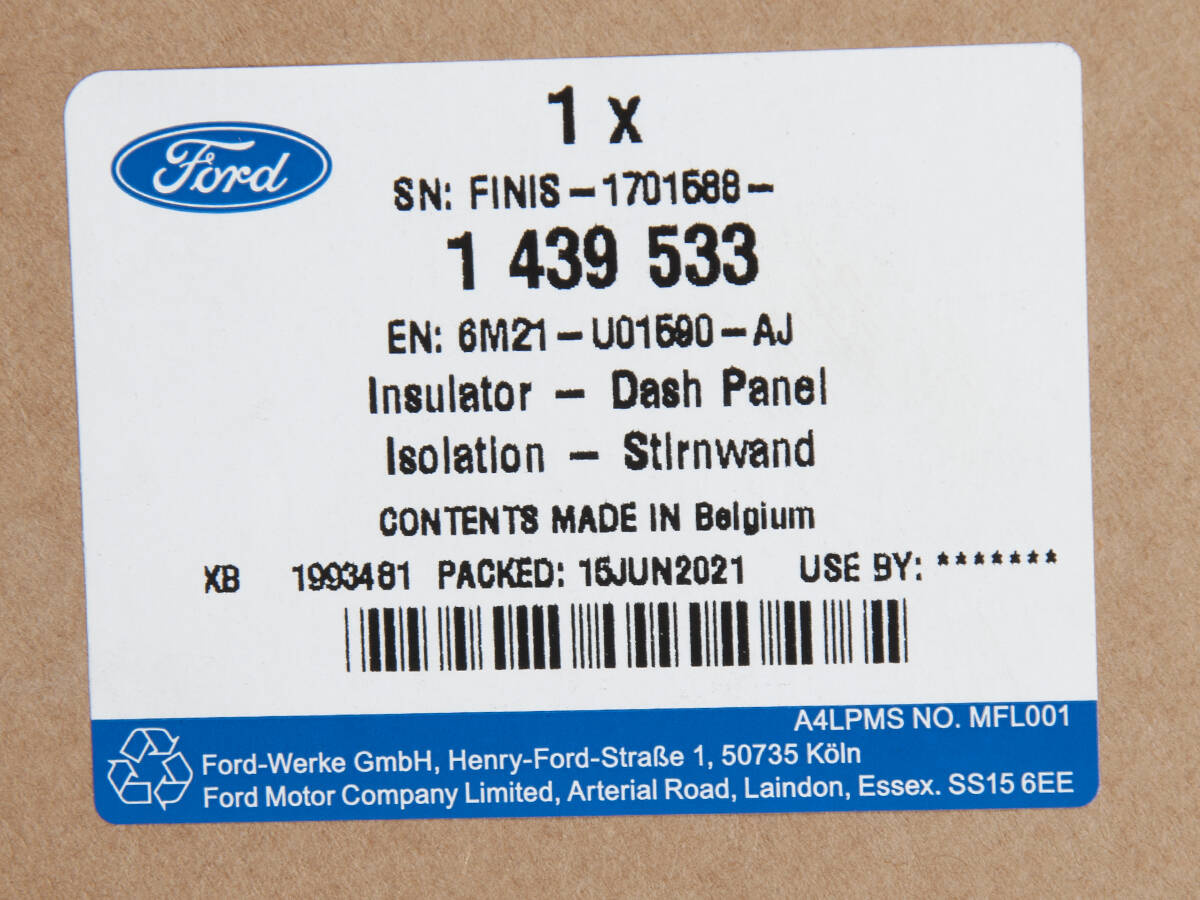 Ford
1 x
SN: FINIS-1701588-
1 439 533
EN: 6M21-U01590-AJ
Insulator - Dash Panel
Isolation - Stirnwand
CONTENTS MADE IN Belgium
XB 1993481 PACKED: 15JUN2021 USE BY: *******
A4LPMS NO. MFL001
Ford-Werke GmbH, Henry-Ford-Straße 1, 50735 Köln
Ford Motor Company Limited, Arterial Road, Laindon, Essex. SS15 6EE